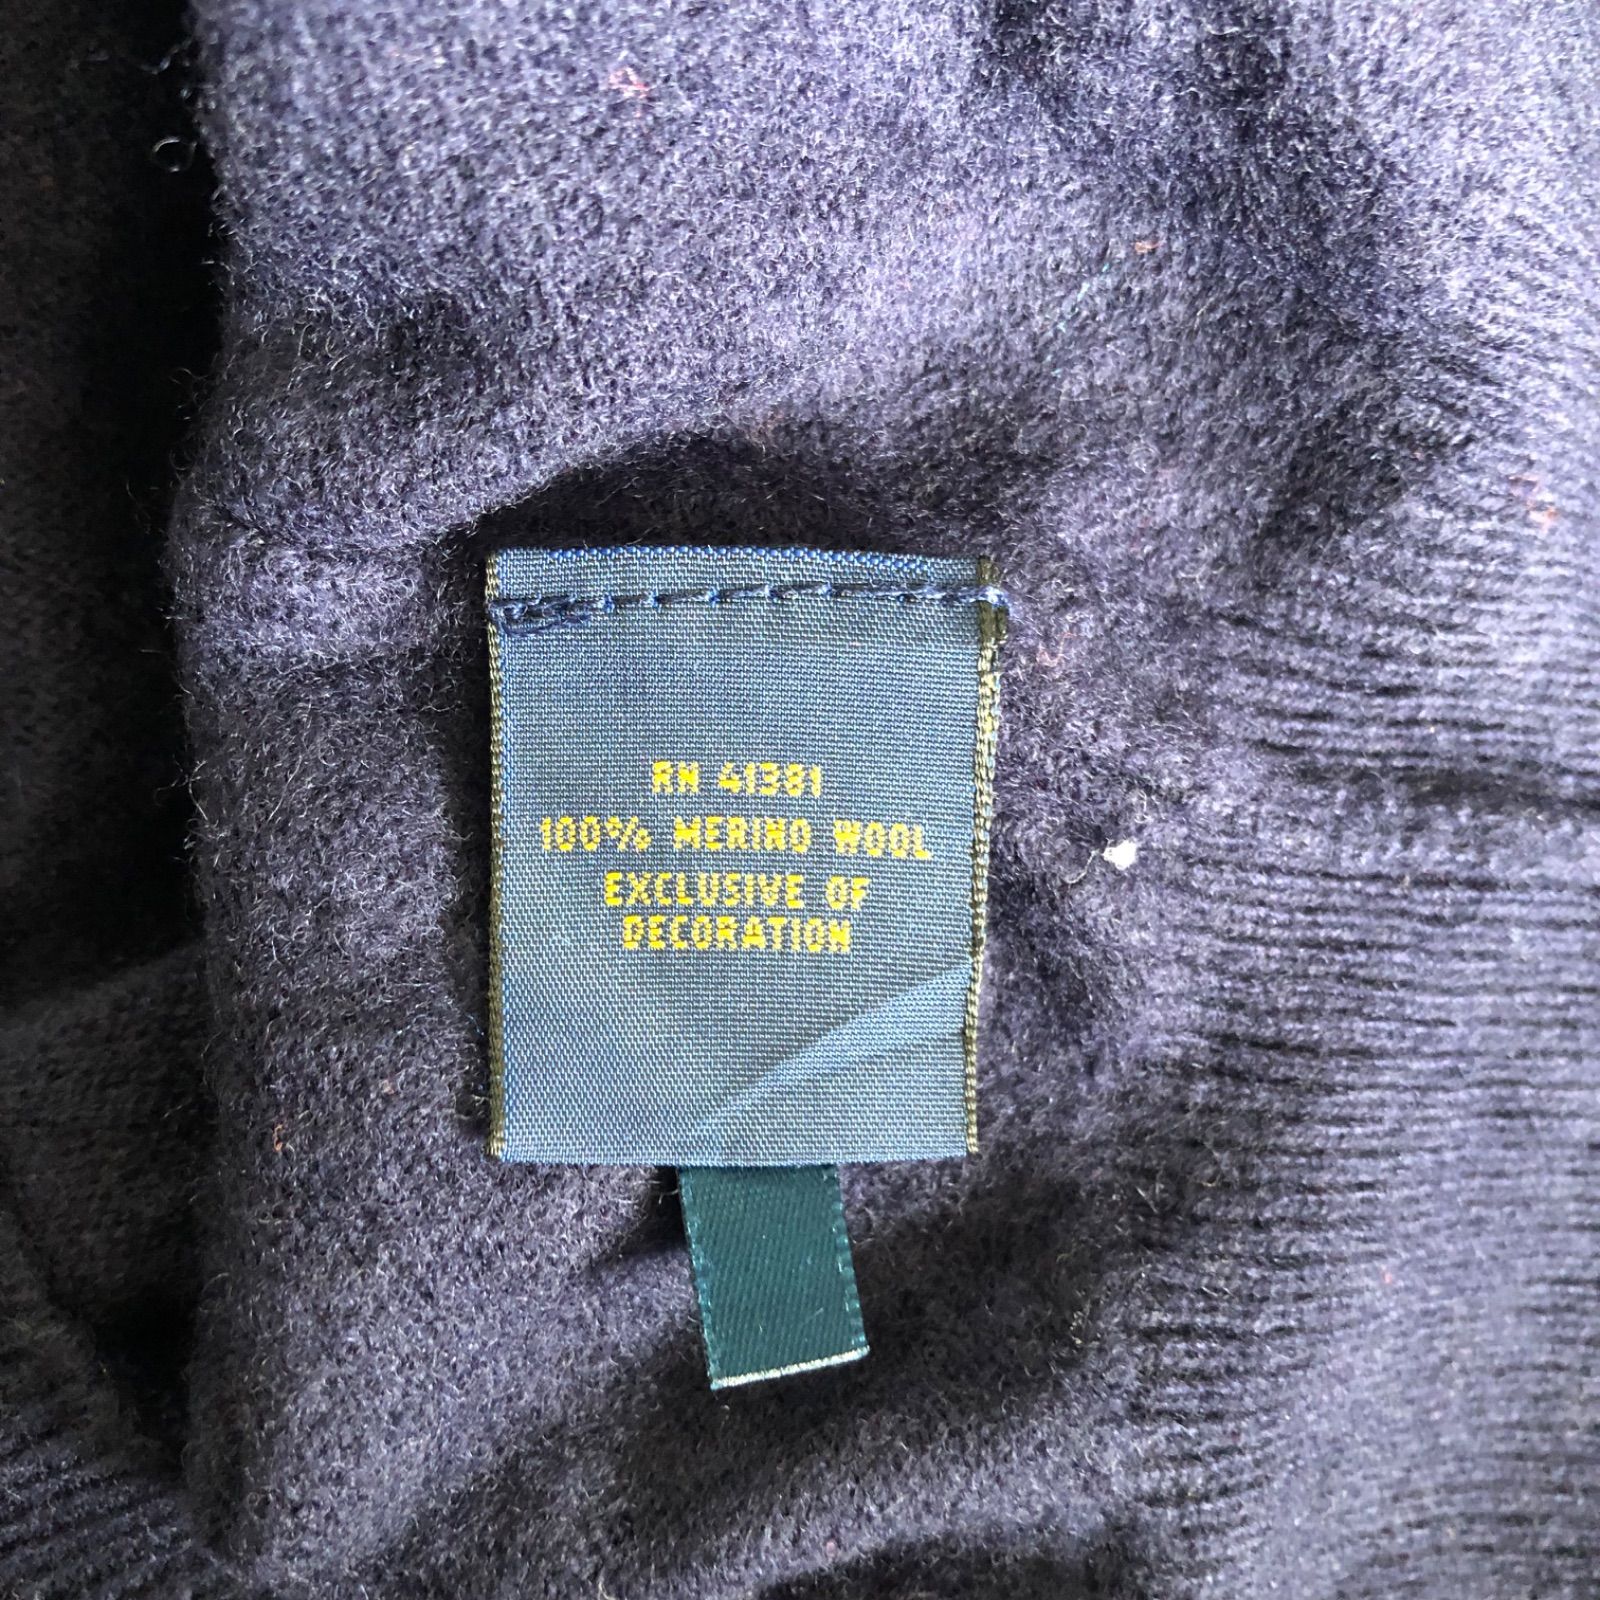 RN 41381
100% MERINO WOOL
EXCLUSIVE OF
DECORATION